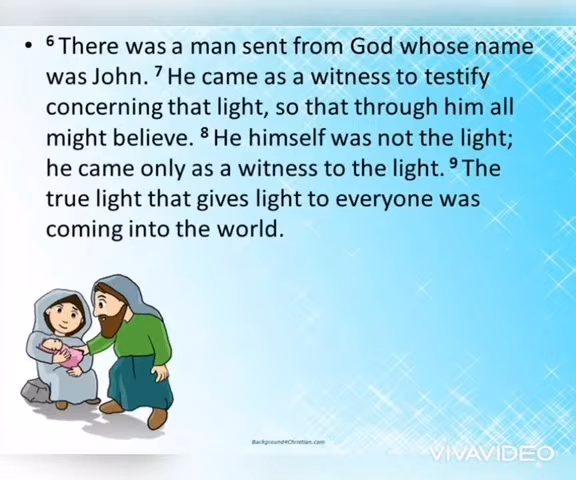 • ⁶ There was a man sent from God whose name
was John. ⁷ He came as a witness to testify
concerning that light, so that through him all
might believe. ⁸ He himself was not the light;
he came only as a witness to the light. ⁹ The
true light that gives light to everyone was
coming into the world.
Background4Christian.com
VIVAVIDEO